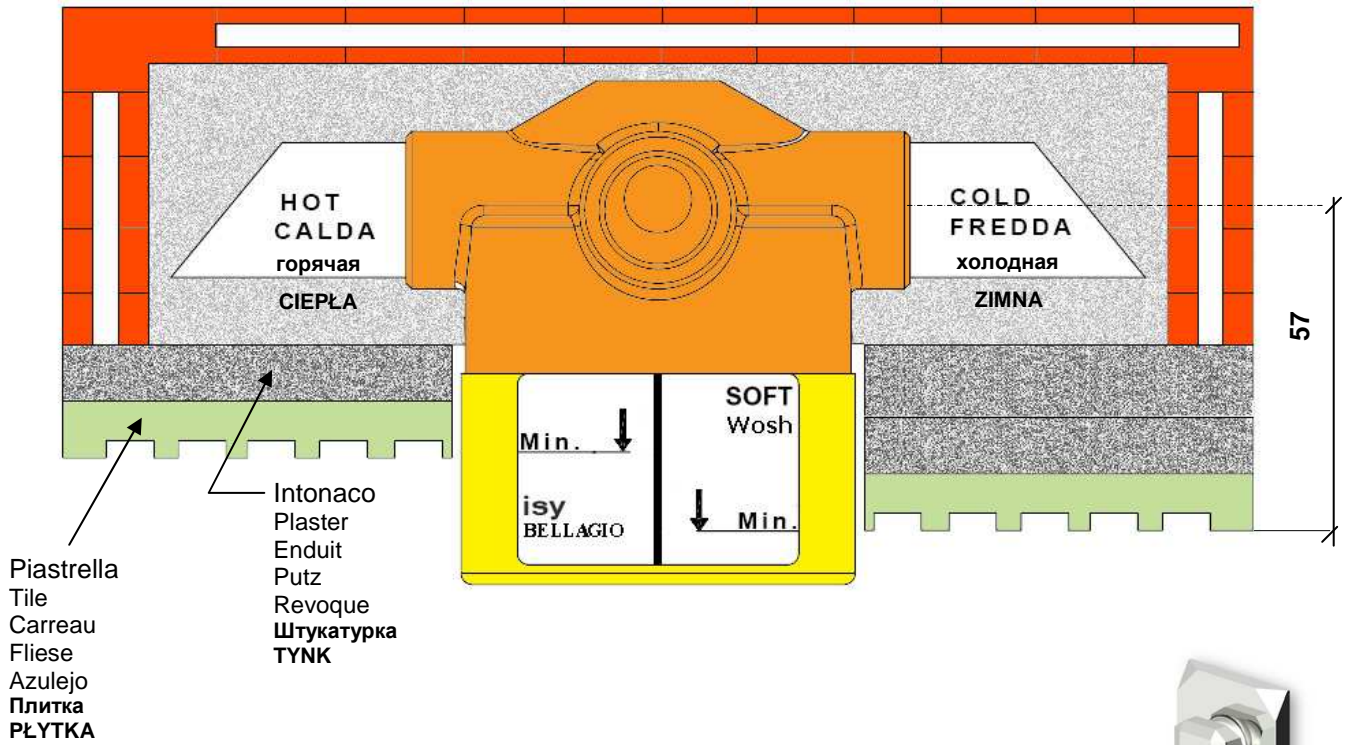 HOT
CALDA
горячая
CIEPŁA
COLD
FREDDA
холодная
ZIMNA
57
Min.
isy
BELLAGIO
SOFT
Wosh
Min.
Intonaco
Plaster
Enduit
Putz
Revoque
Штукатурка
TYNK
Piastrella
Tile
Carreau
Fliese
Azulejo
Плитка
PŁYTKA